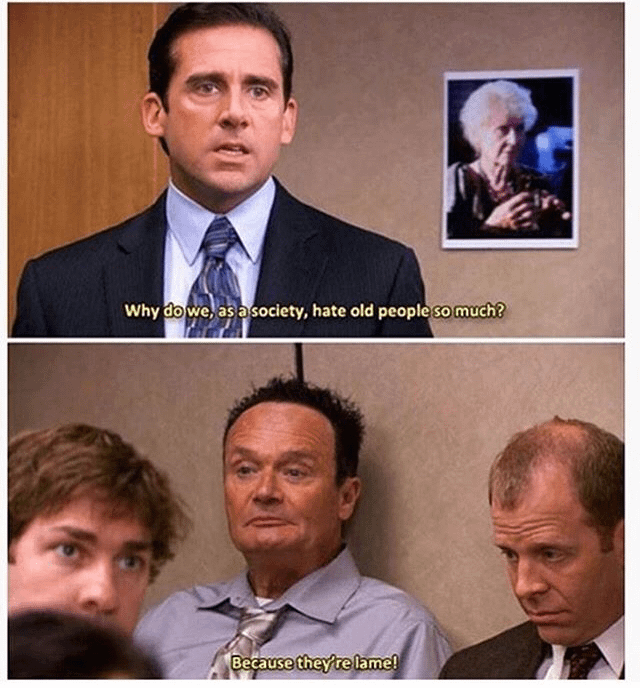 Why do we, as a society, hate old people so much?
Because they're lame!